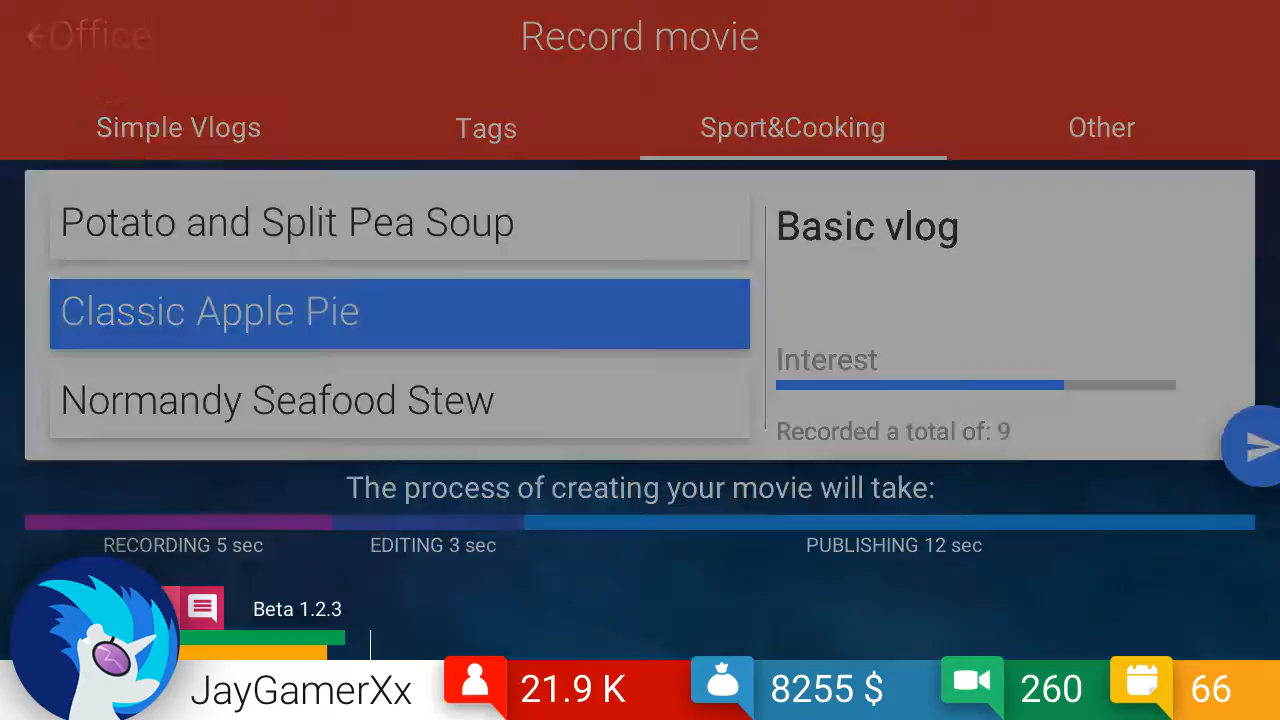 Office
Record movie
Simple Vlogs
Tags
Sport&Cooking
Other
Potato and Split Pea Soup
Classic Apple Pie
Normandy Seafood Stew
Basic vlog
Interest
Recorded a total of: 9
The process of creating your movie will take:
RECORDING 5 sec
EDITING 3 sec
PUBLISHING 12 sec
Beta 1.2.3
JayGamerXx
21.9 K
8255 $
260
66